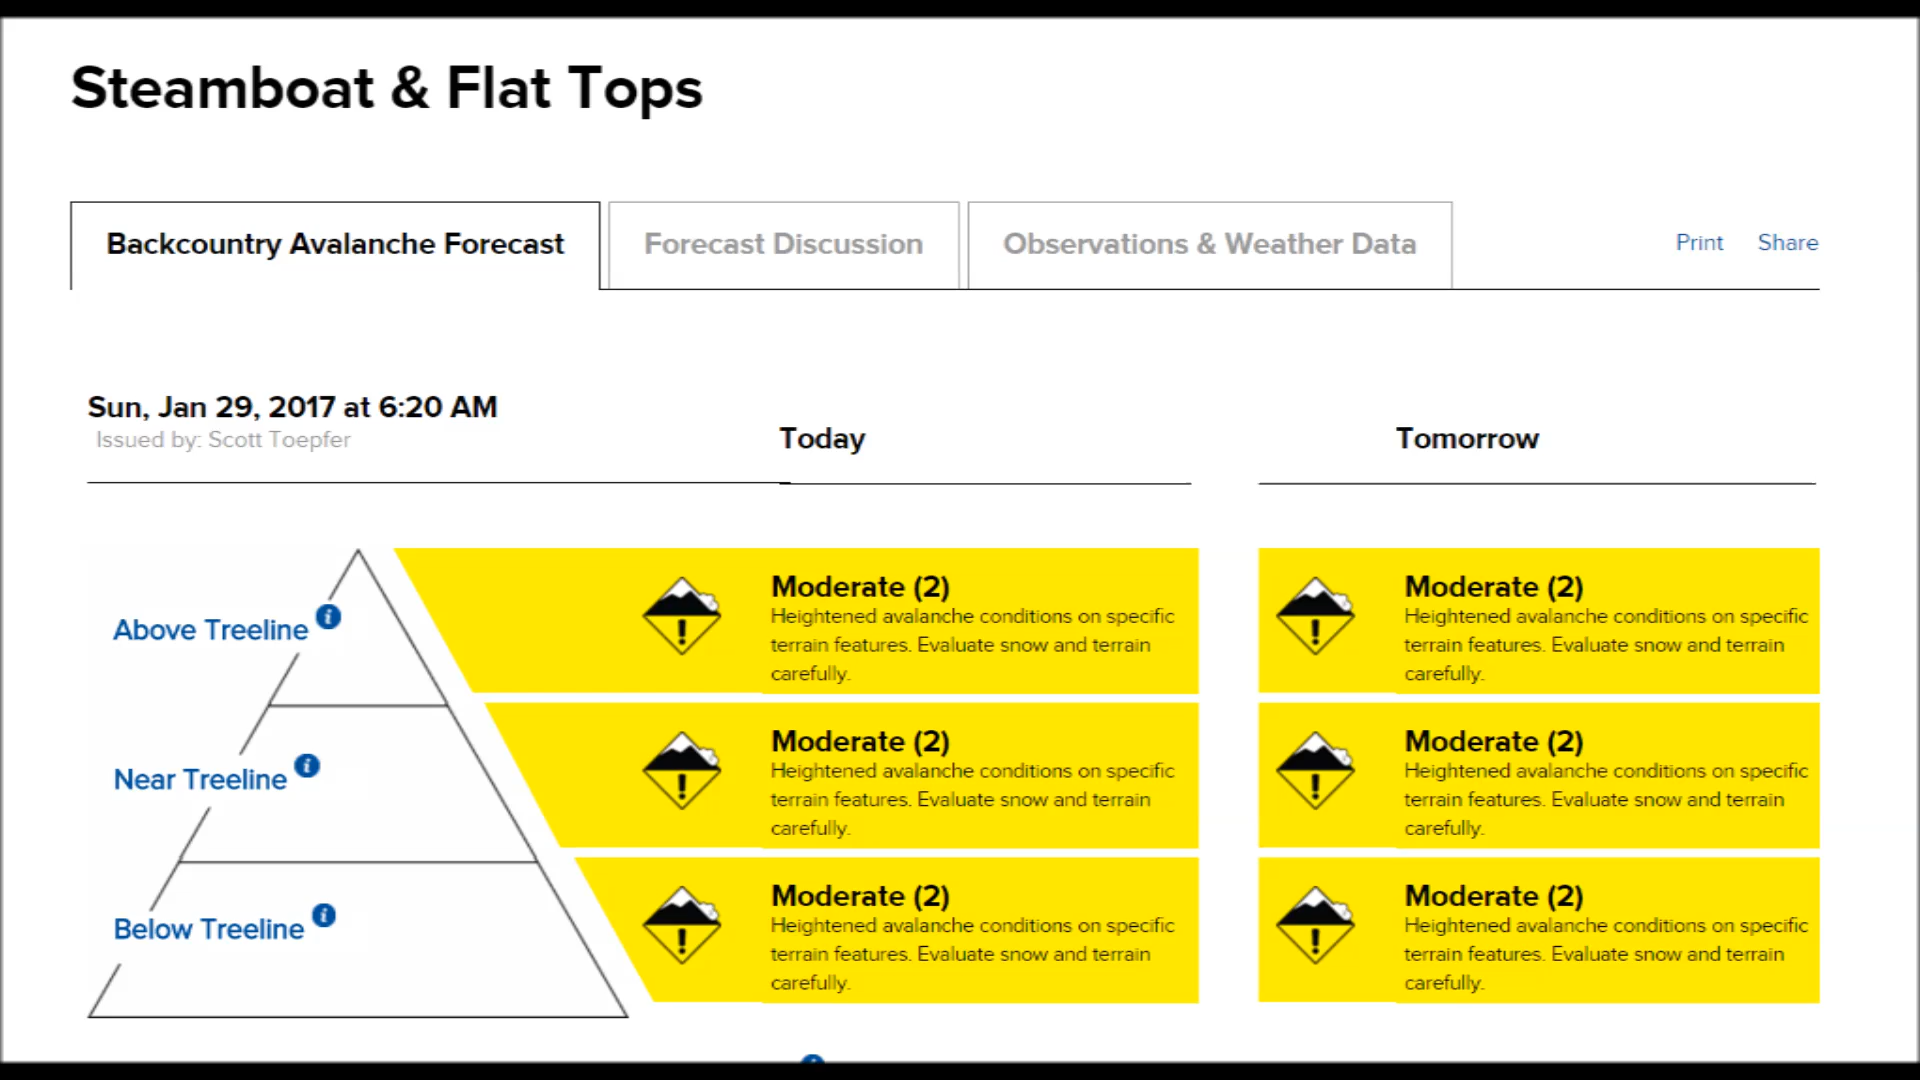 Steamboat & Flat Tops
Backcountry Avalanche Forecast
Forecast Discussion
Observations & Weather Data
Print
Share
Sun, Jan 29, 2017 at 6:20 AM
Issued by: Scott Toepfer
Today
Tomorrow
Above Treeline
Moderate (2)
Heightened avalanche conditions on specific
terrain features. Evaluate snow and terrain
carefully.
Moderate (2)
Heightened avalanche conditions on specific
terrain features. Evaluate snow and terrain
carefully.
Near Treeline
Moderate (2)
Heightened avalanche conditions on specific
terrain features. Evaluate snow and terrain
carefully.
Moderate (2)
Heightened avalanche conditions on specific
terrain features. Evaluate snow and terrain
carefully.
Below Treeline
Moderate (2)
Heightened avalanche conditions on specific
terrain features. Evaluate snow and terrain
carefully.
Moderate (2)
Heightened avalanche conditions on specific
terrain features. Evaluate snow and terrain
carefully.